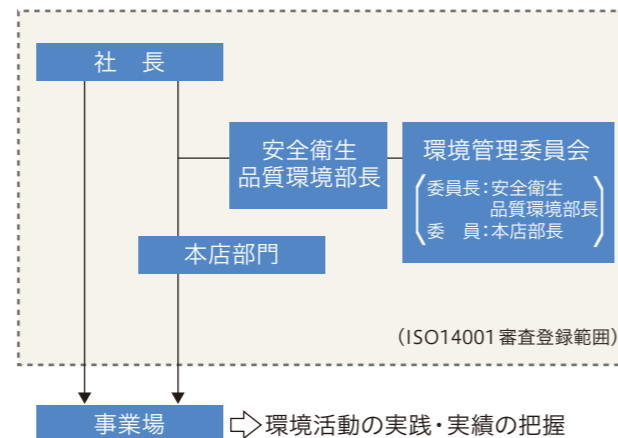 社　長
安全衛生
品質環境部長
環境管理委員会
委員長:安全衛生
品質環境部長
委　員:本店部長
本店部門
(ISO14001審査登録範囲)
事業場
環境活動の実践・実績の把握